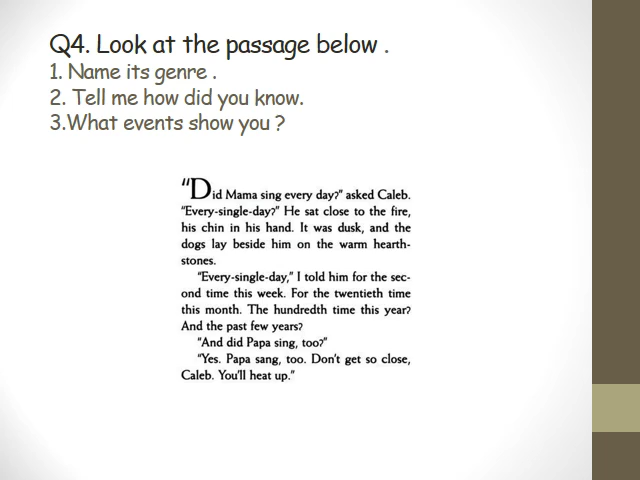 Q4. Look at the passage below .
1. Name its genre .
2. Tell me how did you know.
3.What events show you ?
"Did Mama sing every day?" asked Caleb.
"Every-single-day?" He sat close to the fire,
his chin in his hand. It was dusk, and the
dogs lay beside him on the warm hearth-
stones.
"Every-single-day," I told him for the sec-
ond time this week. For the twentieth time
this month. The hundredth time this year?
And the past few years?
"And did Papa sing, too?"
"Yes. Papa sang, too. Don't get so close,
Caleb. You'll heat up."